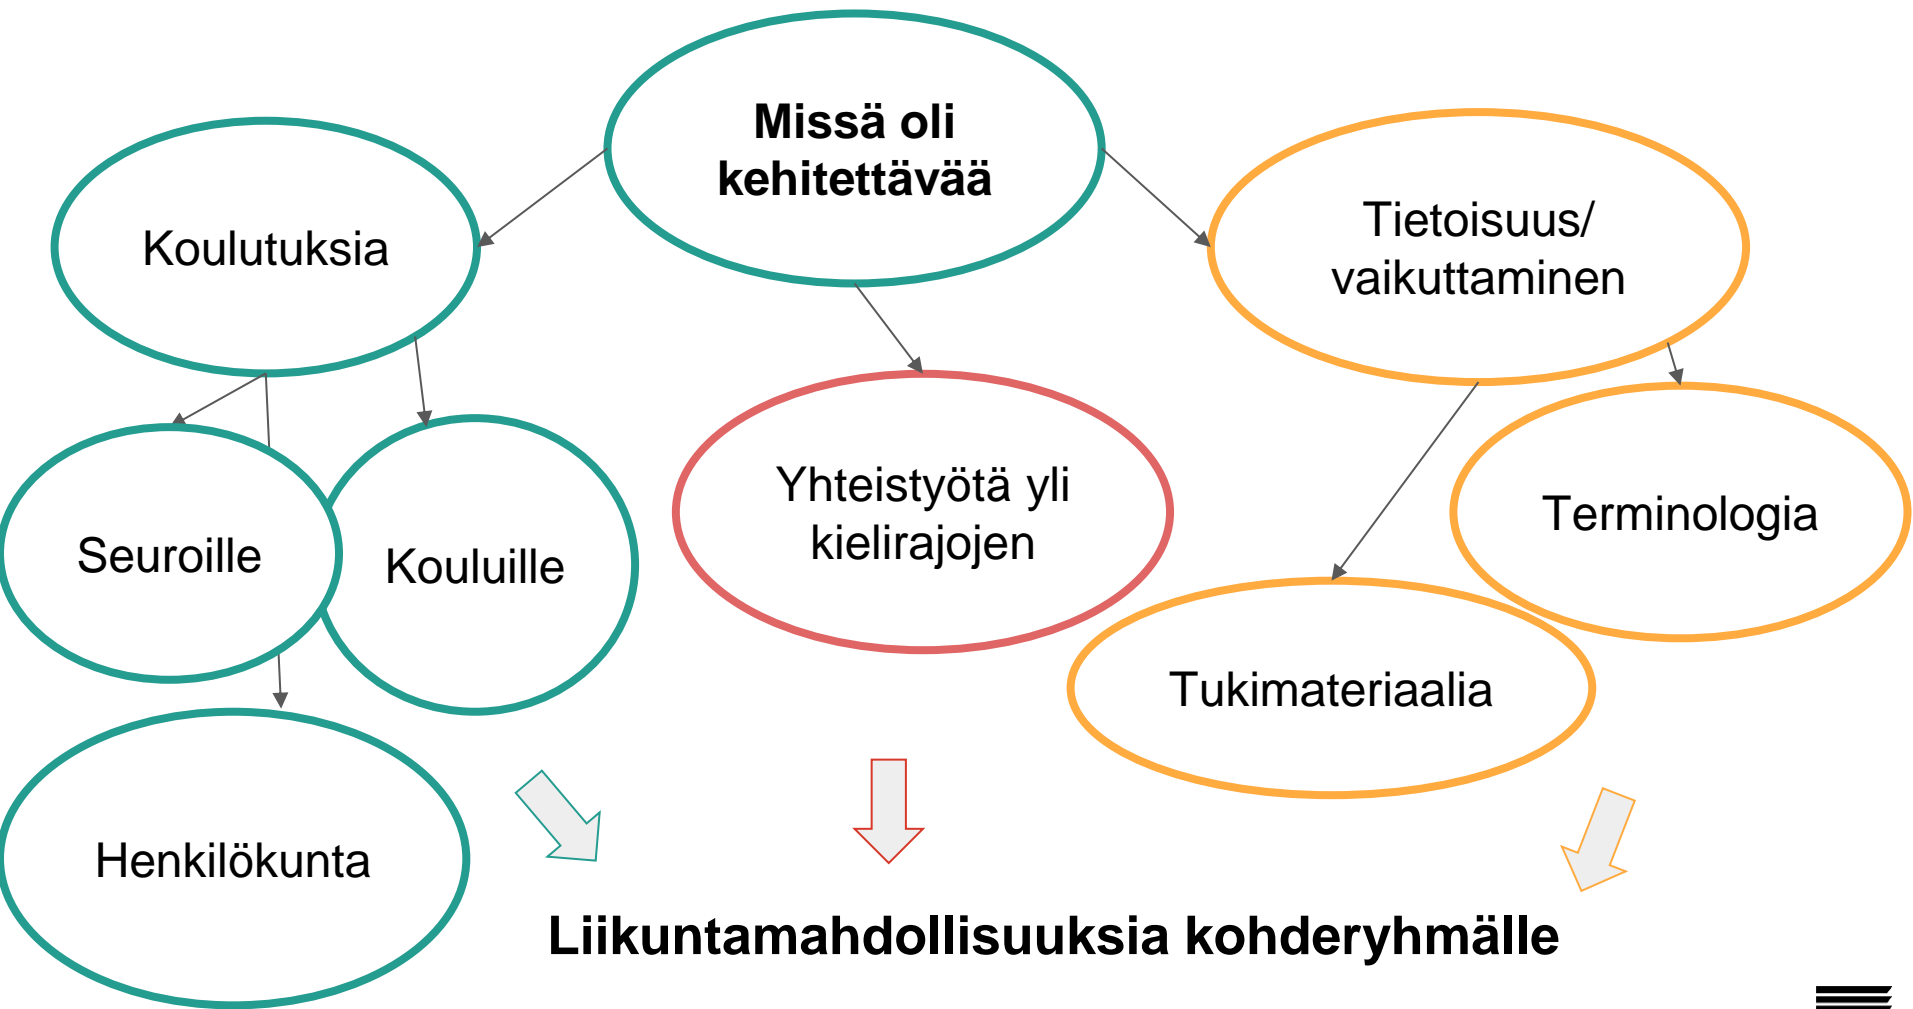 Missä oli
kehitettävää
Koulutuksia
Tietoisuus/
vaikuttaminen
Seuroille
Kouluille
Yhteistyötä yli
kielirajojen
Terminologia
Tukimateriaalia
Henkilökunta
Liikuntamahdollisuuksia kohderyhmälle